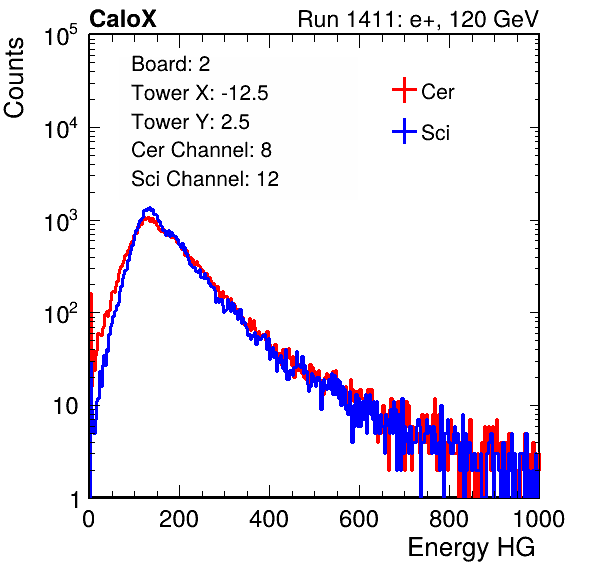 CaloX Run 1411: e+, 120 GeV
Counts
Board: 2
Tower X: -12.5
Tower Y: 2.5
Cer Channel: 8
Sci Channel: 12
Cer
Sci
10^5
10^4
10^3
10^2
10
1
0 200 400 600 800 1000
Energy HG